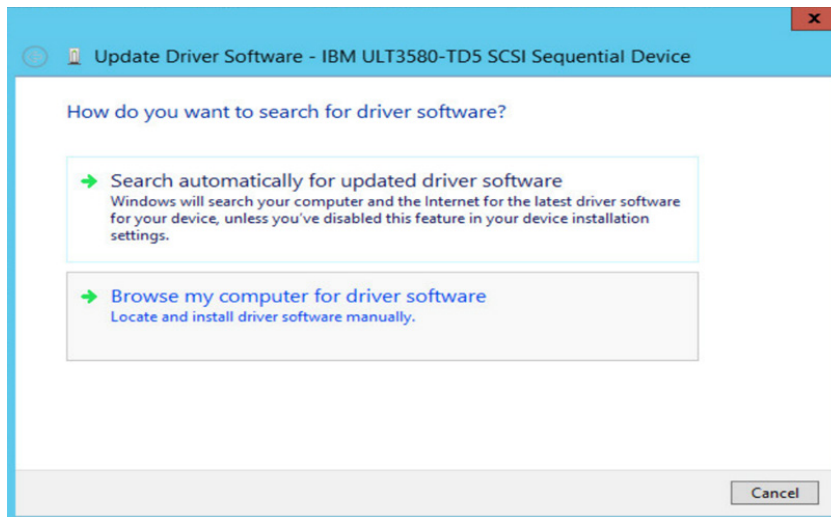 x
Update Driver Software - IBM ULT3580-TD5 SCSI Sequential Device
How do you want to search for driver software?
Search automatically for updated driver software
Windows will search your computer and the Internet for the latest driver software
for your device, unless you've disabled this feature in your device installation
settings.
Browse my computer for driver software
Locate and install driver software manually.
Cancel